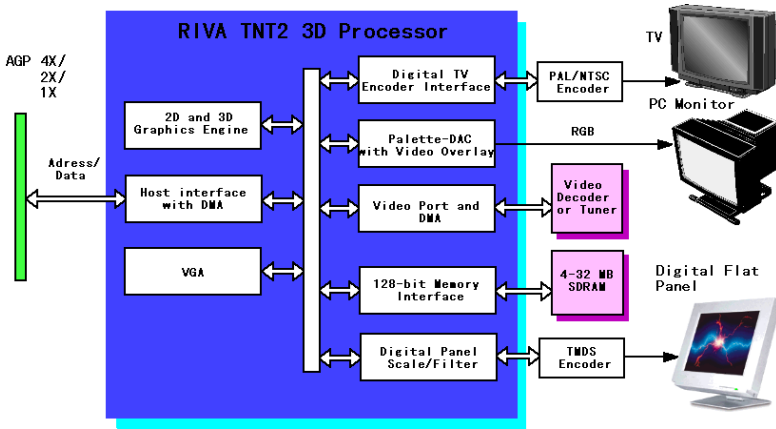 RIVA TNT2 3D Processor
AGP 4X/
2X/
1X
Adress/
Data
2D and 3D
Graphics Engine
Host interface
with DMA
VGA
Digital TV
Encoder Interface
Palette-DAC
with Video Overlay
Video Port and
DMA
128-bit Memory
Interface
Digital Panel
Scale/Filter
PAL/NTSC
Encoder
RGB
Video
Decoder
or Tuner
4-32 MB
SDRAM
TMDS
Encoder
TV
PC Monitor
Digital Flat
Panel